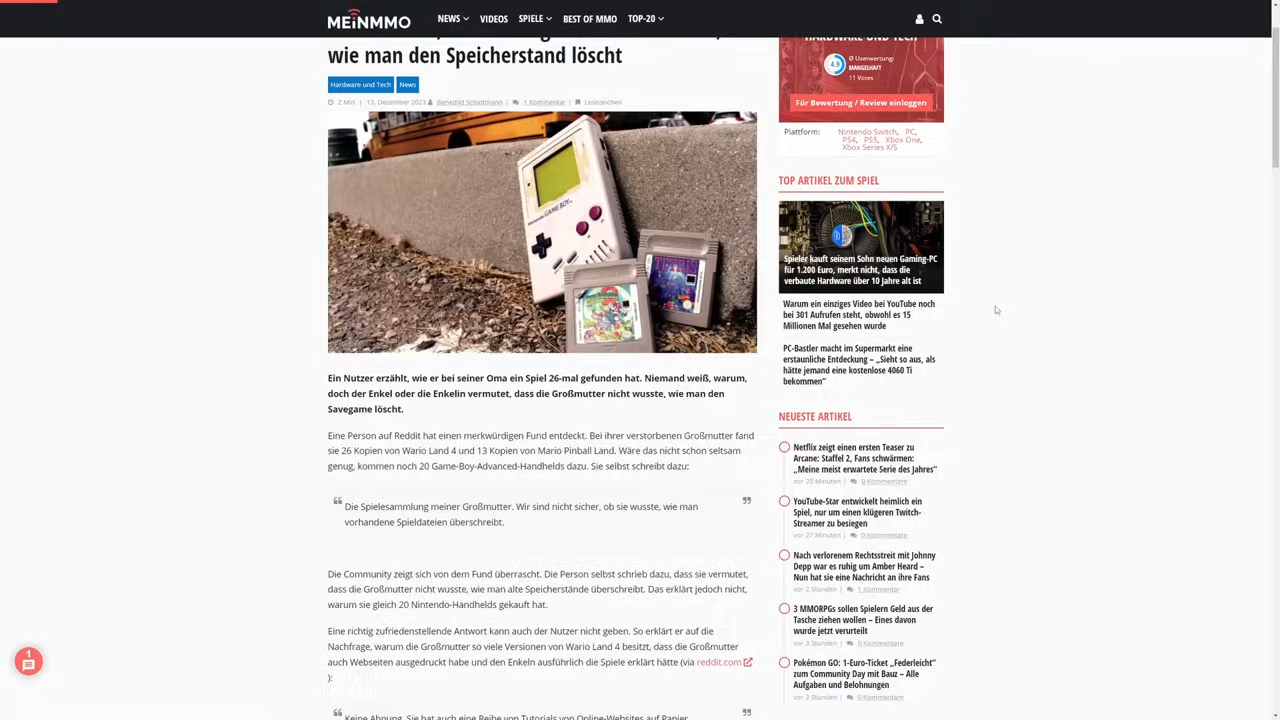 MEINMMO
NEWS
VIDEOS
SPIELE
BEST OF MMO
TOP-20
wie man den Speicherstand löscht
Hardware und Tech
News
2 Min | 13. Dezember 2023 Benedikt Schlotmann | 1 Kommentar | Lesezeichen
GAME BOY
TETRIS
Ein Nutzer erzählt, wie er bei seiner Oma ein Spiel 26-mal gefunden hat. Niemand weiß, warum,
doch der Enkel oder die Enkelin vermutet, dass die Großmutter nicht wusste, wie man den
Savegame löscht.
Eine Person auf Reddit hat einen merkwürdigen Fund entdeckt. Bei ihrer verstorbenen Großmutter fand
sie 26 Kopien von Wario Land 4 und 13 Kopien von Mario Pinball Land. Wäre das nicht schon seltsam
genug, kommen noch 20 Game-Boy-Advanced-Handhelds dazu. Sie selbst schreibt dazu:
❝ Die Spielesammlung meiner Großmutter. Wir sind nicht sicher, ob sie wusste, wie man ❞
vorhandene Spieldateien überschreibt.
Die Community zeigt sich von dem Fund überrascht. Die Person selbst schrieb dazu, dass sie vermutet,
dass die Großmutter nicht wusste, wie man alte Speicherstände überschreibt. Das erklärt jedoch nicht,
warum sie gleich 20 Nintendo-Handhelds gekauft hat.
Eine richtig zufriedenstellende Antwort kann auch der Nutzer nicht geben. So erklärt er auf die
Nachfrage, warum die Großmutter so viele Versionen von Wario Land 4 besitzt, dass die Großmutter
auch Webseiten ausgedruckt habe und den Enkeln ausführlich die Spiele erklärt hätte (via reddit.com
):
❝ Keine Ahnung. Sie hat auch eine Reihe von Tutorials von Online-Websites auf Papier ❞
1
HARDWARE UND TECH
4.9
Ø Userwertung:
MANGELHAFT
11 Votes
Für Bewertung / Review einloggen
Plattform: Nintendo Switch, PC,
PS4, PS5, Xbox One,
Xbox Series X/S
TOP ARTIKEL ZUM SPIEL
Spieler kauft seinem Sohn neuen Gaming-PC
für 1.200 Euro, merkt nicht, dass die
verbaute Hardware über 10 Jahre alt ist
Warum ein einziges Video bei YouTube noch
bei 301 Aufrufen steht, obwohl es 15
Millionen Mal gesehen wurde
PC-Bastler macht im Supermarkt eine
erstaunliche Entdeckung – „Sieht so aus, als
hätte jemand eine kostenlose 4060 Ti
bekommen“
NEUESTE ARTIKEL
Netflix zeigt einen ersten Teaser zu
Arcane: Staffel 2, Fans schwärmen:
„Meine meist erwartete Serie des Jahres“
vor 20 Minuten | 0 Kommentare
YouTube-Star entwickelt heimlich ein
Spiel, nur um einen klügeren Twitch-
Streamer zu besiegen
vor 27 Minuten | 0 Kommentare
Nach verlorenem Rechtsstreit mit Johnny
Depp war es ruhig um Amber Heard –
Nun hat sie eine Nachricht an ihre Fans
vor 2 Stunden | 1 Kommentar
3 MMORPGs sollen Spielern Geld aus der
Tasche ziehen wollen – Eines davon
wurde jetzt verurteilt
vor 3 Stunden | 0 Kommentare
Pokémon GO: 1-Euro-Ticket „Federleicht“
zum Community Day mit Bauz – Alle
Aufgaben und Belohnungen
vor 3 Stunden | 0 Kommentare